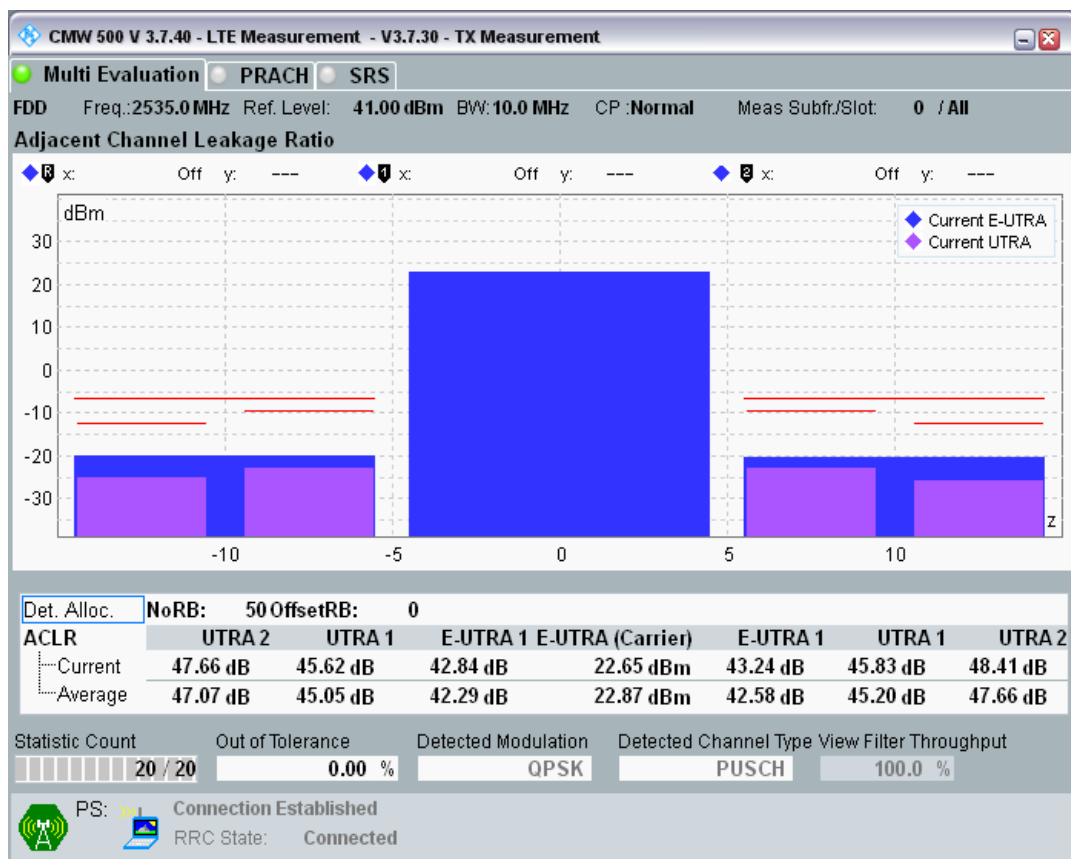 CMW 500 V 3.7.40 - LTE Measurement - V3.7.30 - TX Measurement
Multi Evaluation PRACH SRS
FDD Freq.:2535.0 MHz Ref. Level: 41.00 dBm BW: 10.0 MHz CP :Normal Meas Subfr./Slot: 0 / All
Adjacent Channel Leakage Ratio
R x: Off y: --- 1 x: Off y: --- 2 x: Off y: ---
dBm
Current E-UTRA
Current UTRA
30
20
10
0
-10
-20
-30
z
-10 -5 0 5 10
Det. Alloc. NoRB: 50 OffsetRB: 0
ACLR UTRA 2 UTRA 1 E-UTRA 1 E-UTRA (Carrier) E-UTRA 1 UTRA 1 UTRA 2
Current 47.66 dB 45.62 dB 42.84 dB 22.65 dBm 43.24 dB 45.83 dB 48.41 dB
Average 47.07 dB 45.05 dB 42.29 dB 22.87 dBm 42.58 dB 45.20 dB 47.66 dB
Statistic Count Out of Tolerance Detected Modulation Detected Channel Type View Filter Throughput
20 / 20 0.00 % QPSK PUSCH 100.0 %
PS: Connection Established
RRC State: Connected